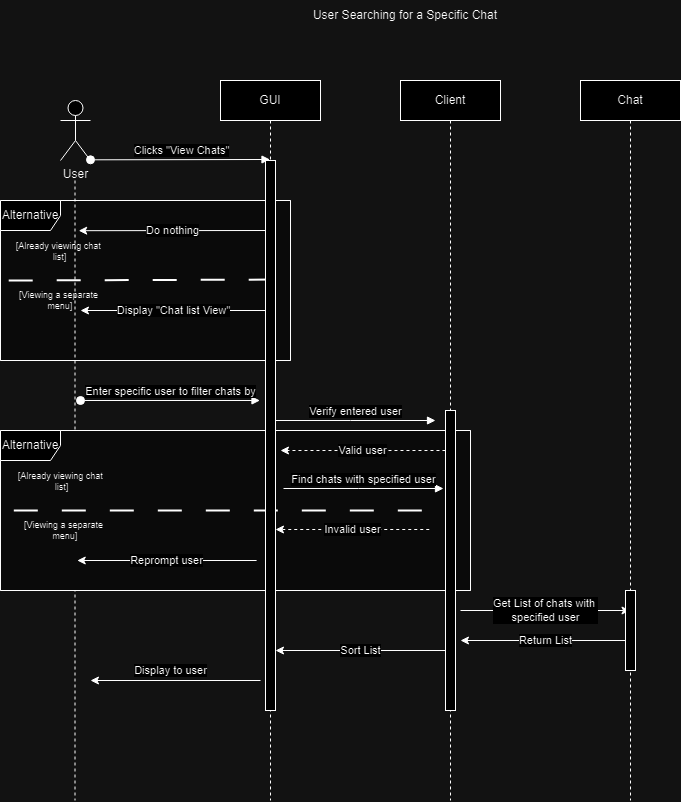 User Searching for a Specific Chat
GUI
Client
Chat
Clicks "View Chats"
User
Alternative
Do nothing
[Already viewing chat
list]
[Viewing a separate
menu]
Display "Chat list View"
Enter specific user to filter chats by
Verify entered user
Alternative
Valid user
[Already viewing chat
list]
Find chats with specified user
[Viewing a separate
menu]
Invalid user
Reprompt user
Get List of chats with
specified user
Return List
Sort List
Display to user